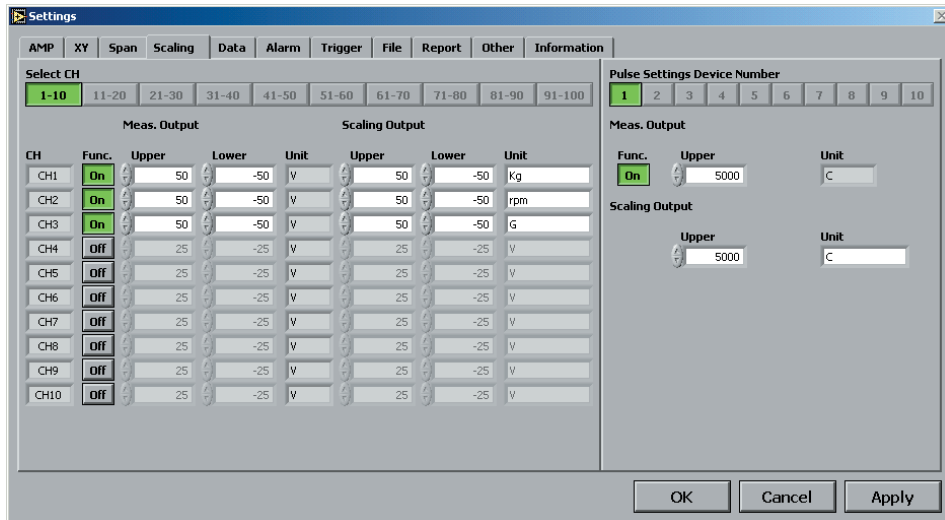 Settings
AMP XY Span Scaling Data Alarm Trigger File Report Other Information
Select CH
1-10 11-20 21-30 31-40 41-50 51-60 61-70 71-80 81-90 91-100
Meas. Output Scaling Output
CH Func. Upper Lower Unit Upper Lower Unit
CH1 On 50 -50 V 50 -50 Kg
CH2 On 50 -50 V 50 -50 rpm
CH3 On 50 -50 V 50 -50 G
CH4 Off 25 -25 V 25 -25 V
CH5 Off 25 -25 V 25 -25 V
CH6 Off 25 -25 V 25 -25 V
CH7 Off 25 -25 V 25 -25 V
CH8 Off 25 -25 V 25 -25 V
CH9 Off 25 -25 V 25 -25 V
CH10 Off 25 -25 V 25 -25 V
Pulse Settings Device Number
1 2 3 4 5 6 7 8 9 10
Meas. Output
Func. Upper Unit
On 5000 C
Scaling Output
Upper Unit
5000 C
OK Cancel Apply